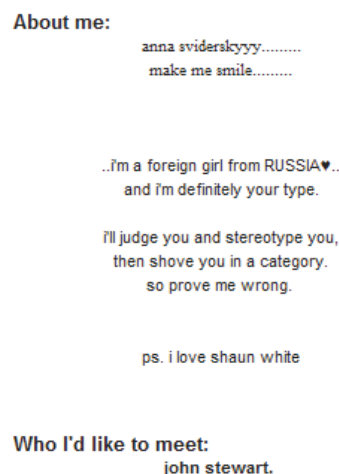 About me:
anna sviderskyyy.........
make me smile.........
..i'm a foreign girl from RUSSIA♥..
and i'm definitely your type.
i'll judge you and stereotype you,
then shove you in a category.
so prove me wrong.
ps. i love shaun white
Who I'd like to meet:
john stewart.